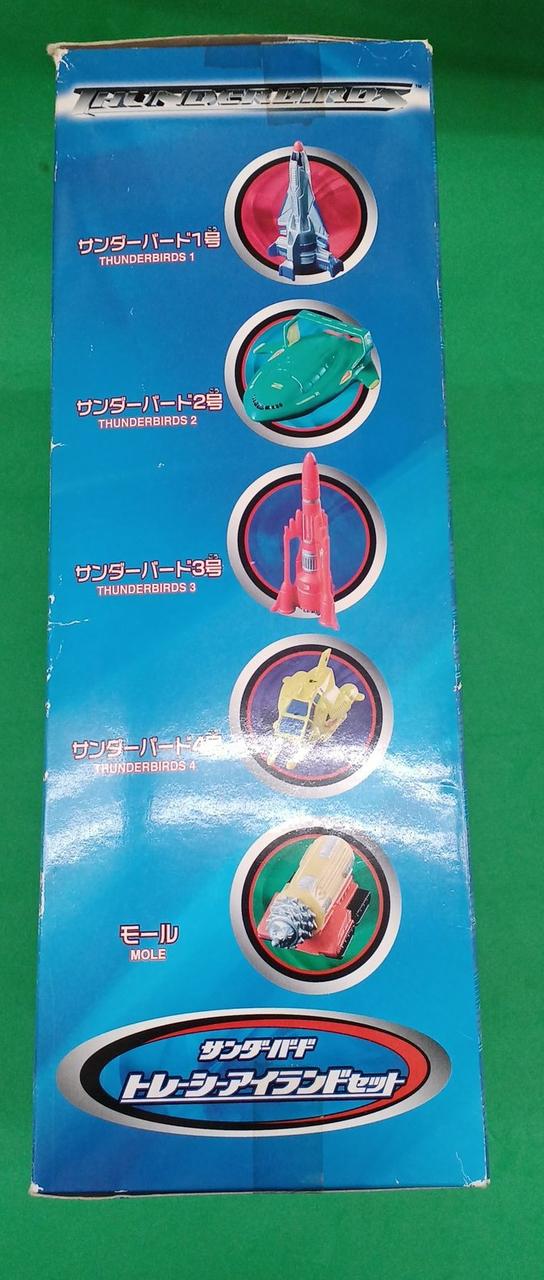 THUNDERBIRDS™
サンダーバード1号
THUNDERBIRDS 1
サンダーバード2号
THUNDERBIRDS 2
サンダーバード3号
THUNDERBIRDS 3
サンダーバード4号
THUNDERBIRDS 4
モール
MOLE
サンダーバード
トレーシーアイランドセット